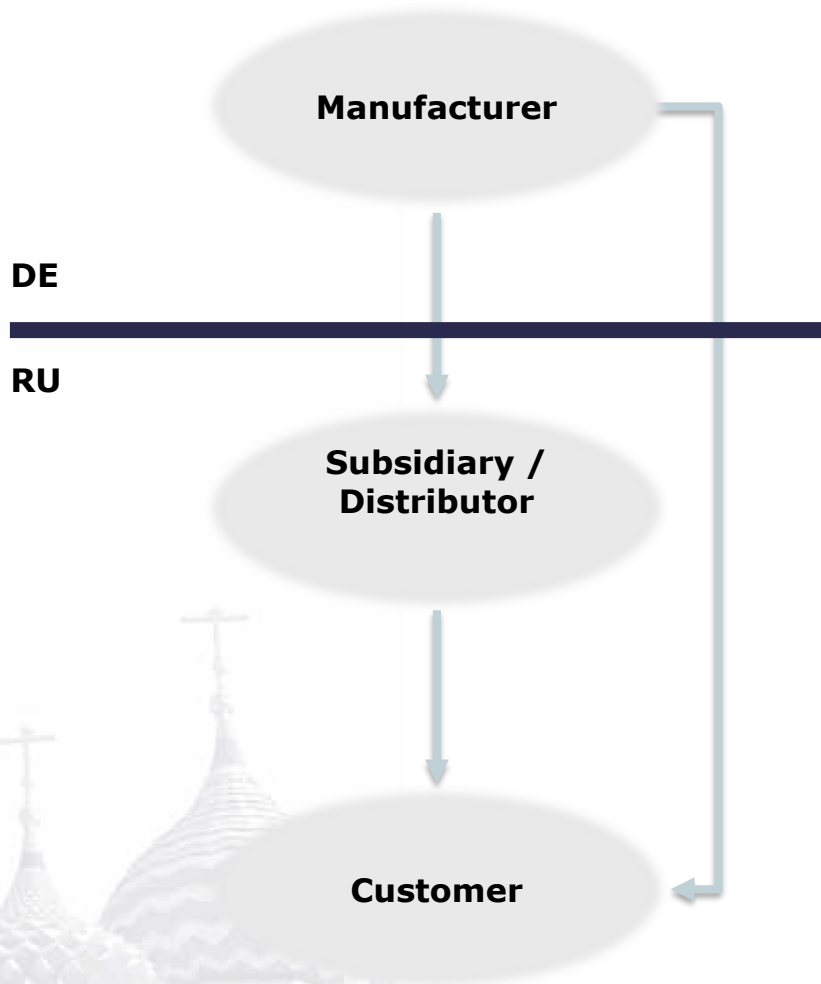 Manufacturer
DE
RU
Subsidiary /
Distributor
Customer